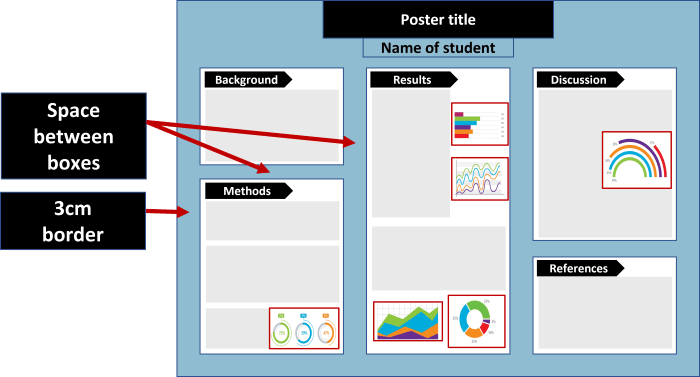 Poster title
Name of student
Space
between
boxes
3cm
border
Background
Methods
Results
Discussion
References